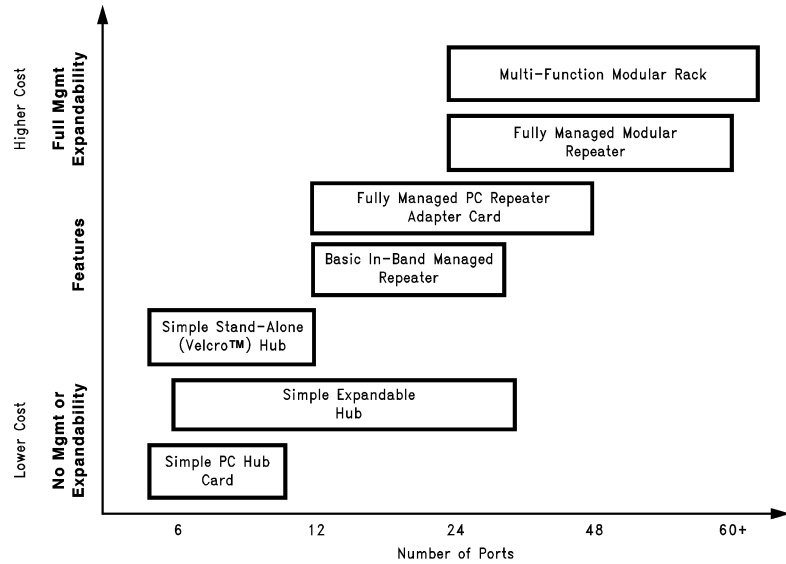 Higher Cost
Full Mgmt
Expandability
Features
Lower Cost
No Mgmt or
Expandability
Multi-Function Modular Rack
Fully Managed Modular
Repeater
Fully Managed PC Repeater
Adapter Card
Basic In-Band Managed
Repeater
Simple Stand-Alone
(Velcro™) Hub
Simple Expandable
Hub
Simple PC Hub
Card
6 12 24 48 60+
Number of Ports